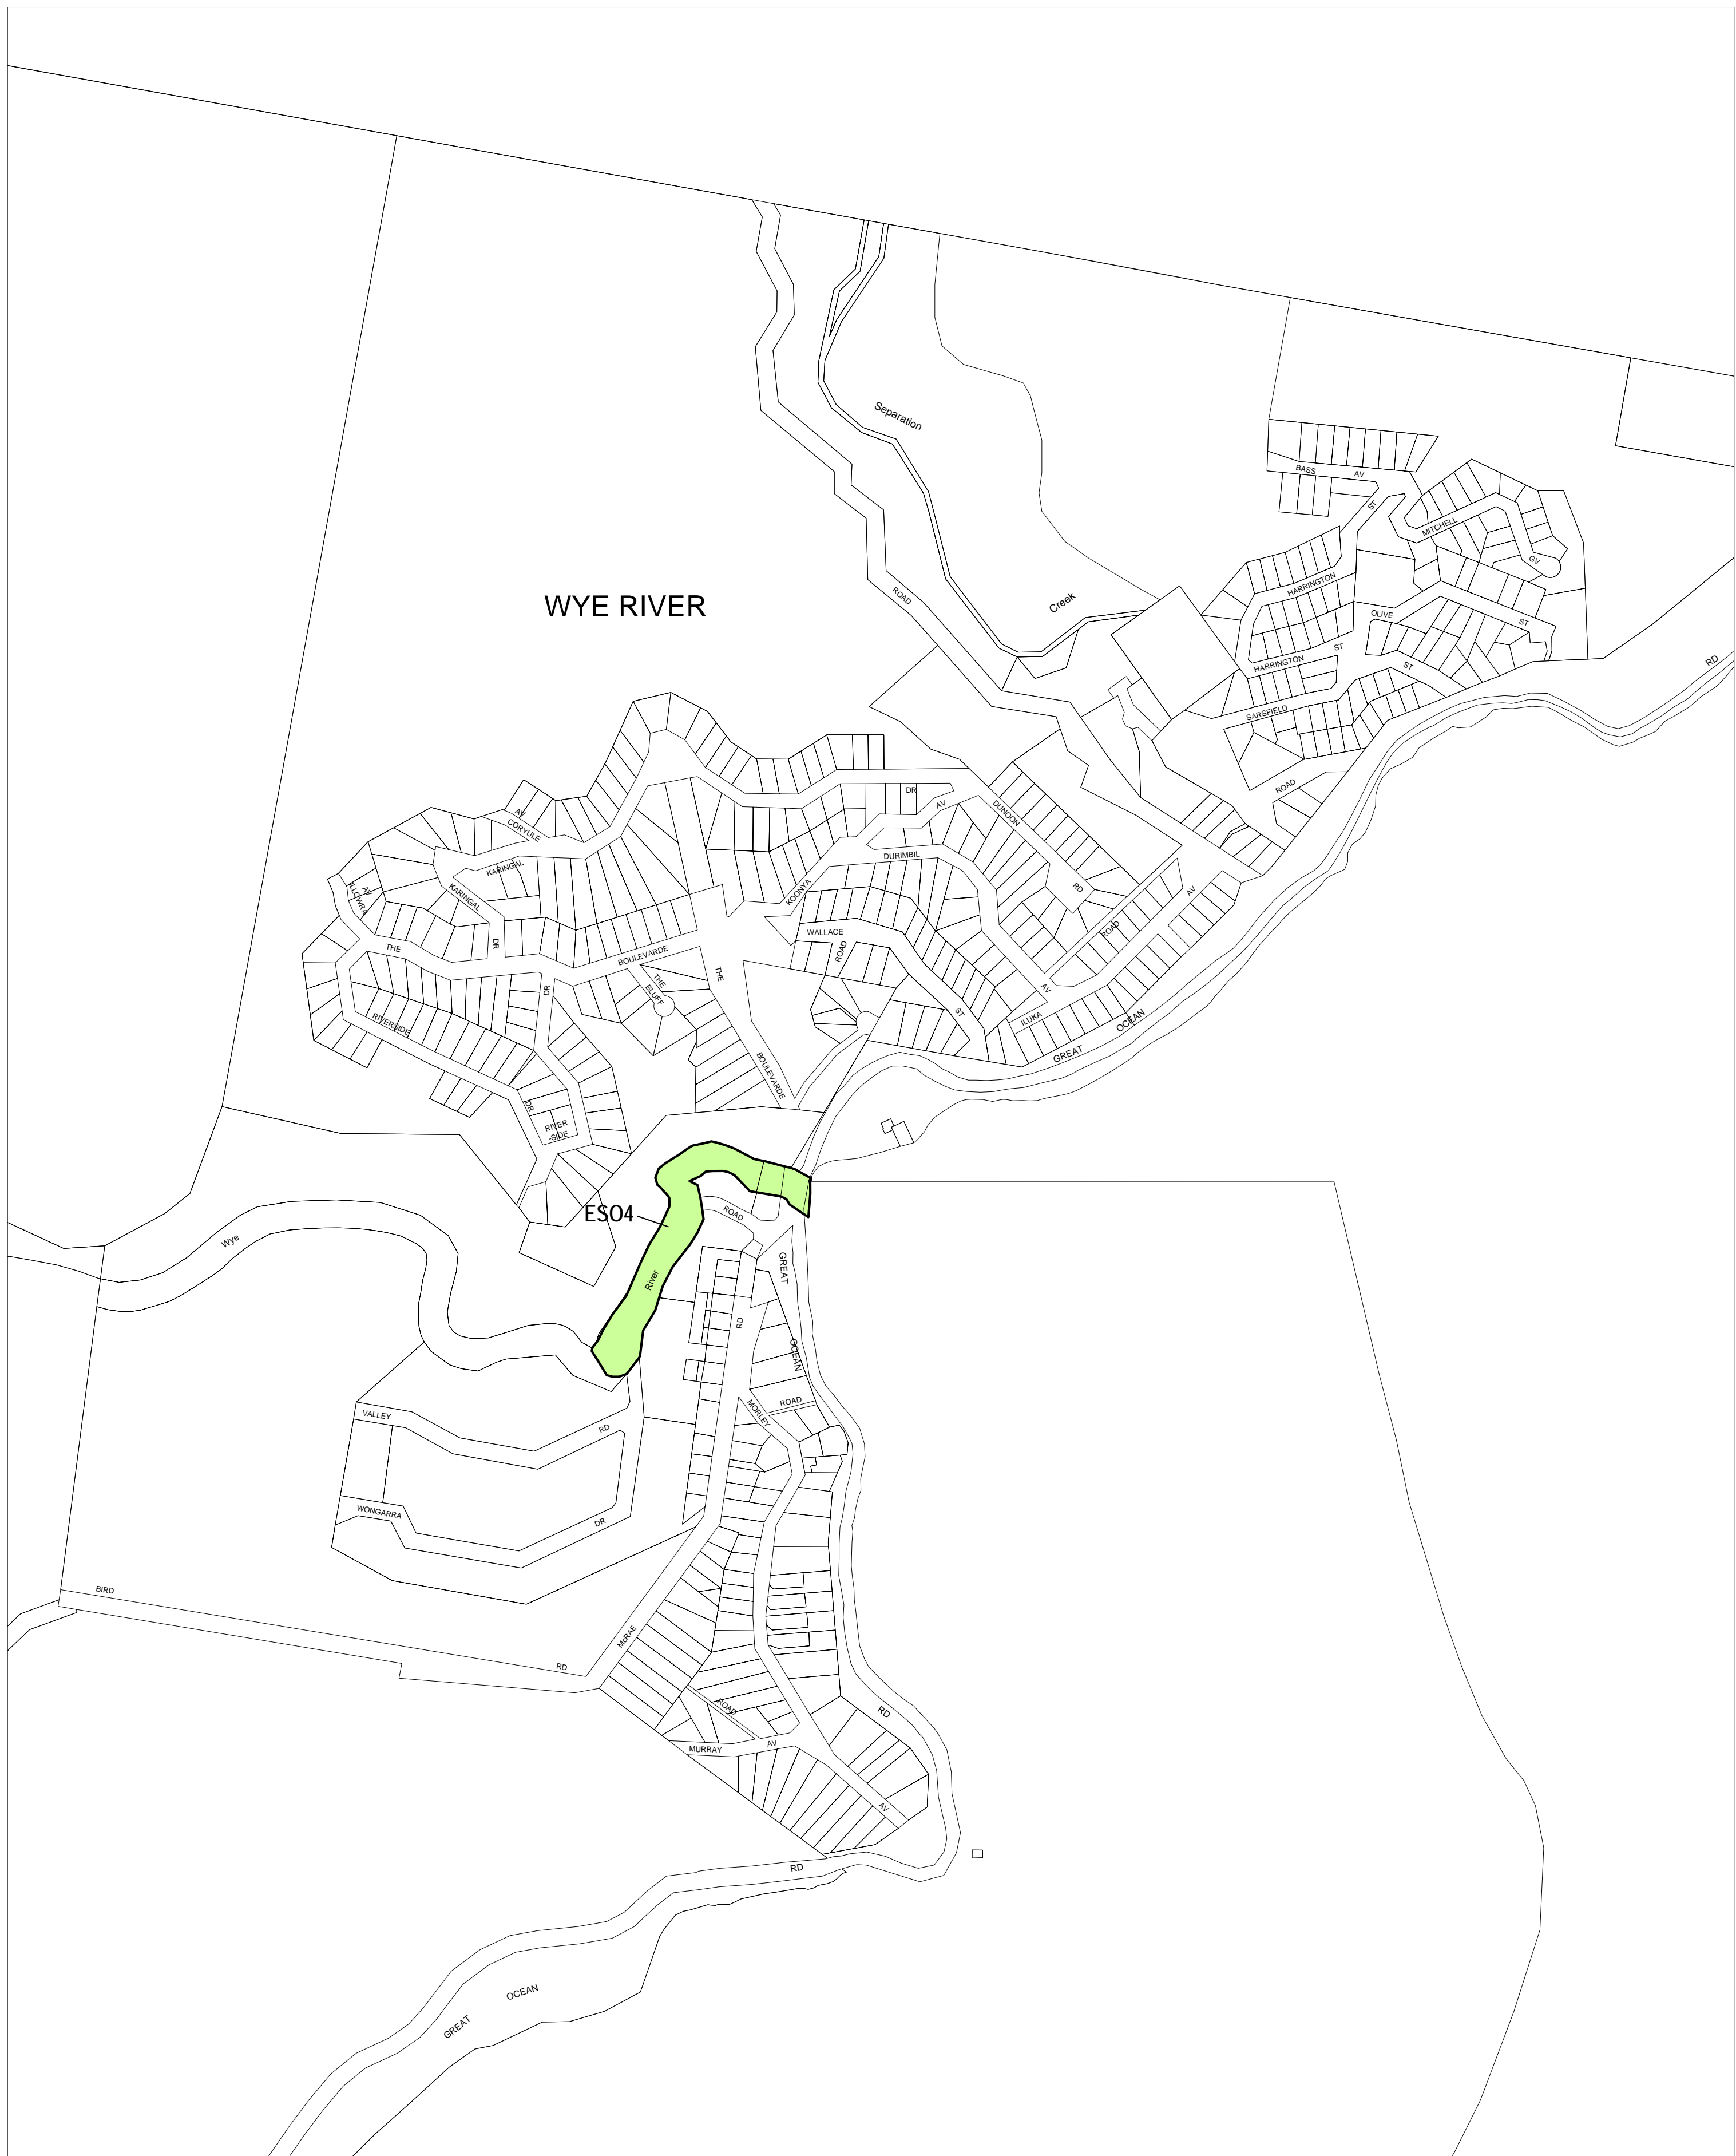 Separation
BASS
AV
ST
MITCHELL
GV
HARRINGTON
ROAD
Creek
WYE RIVER
OLIVE
ST
HARRINGTON
ST
ST
RD
SARSFIELD
ROAD
DR
AV
DUNOON
AV
CORYULE
DURIMBIL
KARINGAL
KARINGAL
AV
ILLOWRA
KOONYA
RD
AV
ROAD
WALLACE
ROAD
THE
DR
BOULEVARDE
THE
BLUFF
THE
DR
AV
ST
ILUKA
GREAT
OCEAN
RIVERSIDE
BOULEVARDE
DR
RIVER
-SIDE
ESO4
ROAD
Wye
River
GREAT
RD
OCEAN
ROAD
MORLEY
VALLEY
RD
WONGARRA
DR
BIRD
RD
McRAE
ROAD
RD
MURRAY
AV
AV
RD
OCEAN
GREAT